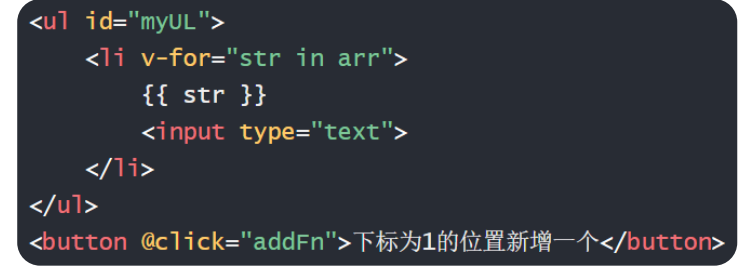 <ul id="myUL">
    <li v-for="str in arr">
        {{ str }}
        <input type="text">
    </li>
</ul>
<button @click="addFn">下标为1的位置新增一个</button>